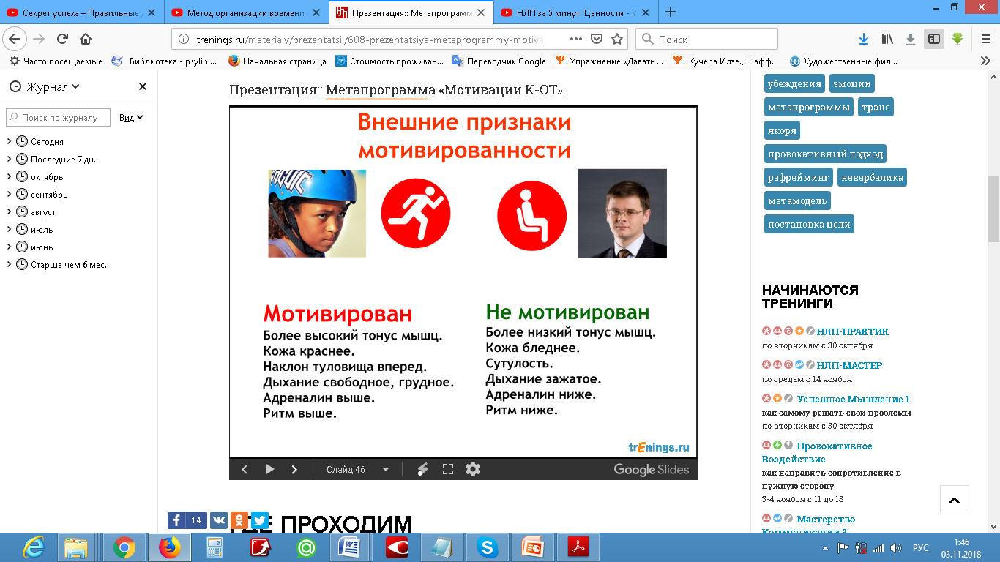 Секрет успеха – Правильные
Метод организации времени
Презентация:: Метапрограмм
НЛП за 5 минут: Ценности -
trenings.ru/materialy/prezentatsii/608-prezentatsiya-metaprogrammy-motiva
Поиск
Часто посещаемые
Библиотека - psylib....
Начальная страница
Стоимость проживан...
Переводчик Google
Упражнение «Давать ...
Кучера Илзе., Шэфф...
Художественные фил...
Журнал
Поиск по журналу
Вид
Сегодня
Последние 7 дн.
октябрь
сентябрь
август
июль
июнь
Старше чем 6 мес.
Презентация:: Метапрограмма «Мотивации К-ОТ».
Внешние признаки
мотивированности
Мотивирован
Более высокий тонус мышц.
Кожа краснее.
Наклон туловища вперед.
Дыхание свободное, грудное.
Адреналин выше.
Ритм выше.
Не мотивирован
Более низкий тонус мышц.
Кожа бледнее.
Сутулость.
Дыхание зажатое.
Адреналин ниже.
Ритм ниже.
trEnings.ru
Слайд 46
Google Slides
14
ГДЕ ПРОХОДИМ
убеждения эмоции
метапрограммы транс
якоря
провокативный подход
рефрейминг невербалика
метамодель
постановка цели
НАЧИНАЮТСЯ
ТРЕНИНГИ
НЛП-ПРАКТИК
по вторникам с 30 октября
НЛП-МАСТЕР
по средам с 14 ноября
Успешное Мышление 1
как самому решать свои проблемы
по вторникам с 30 октября
Провокативное
Воздействие
как направить сопротивление в
нужную сторону
3-4 ноября с 11 до 18
Мастерство
Коммуникации 3
РУС
1:46
03.11.2018